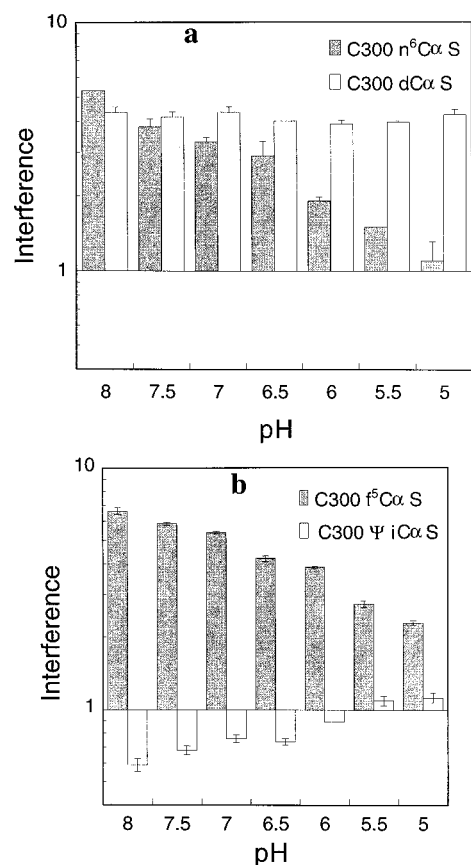 10
a
C300 n⁶Cα S
C300 dCα S
Interference
1
8 7.5 7 6.5 6 5.5 5
pH
10
b
C300 f⁵Cα S
C300 Ψ iCα S
Interference
1
8 7.5 7 6.5 6 5.5 5
pH